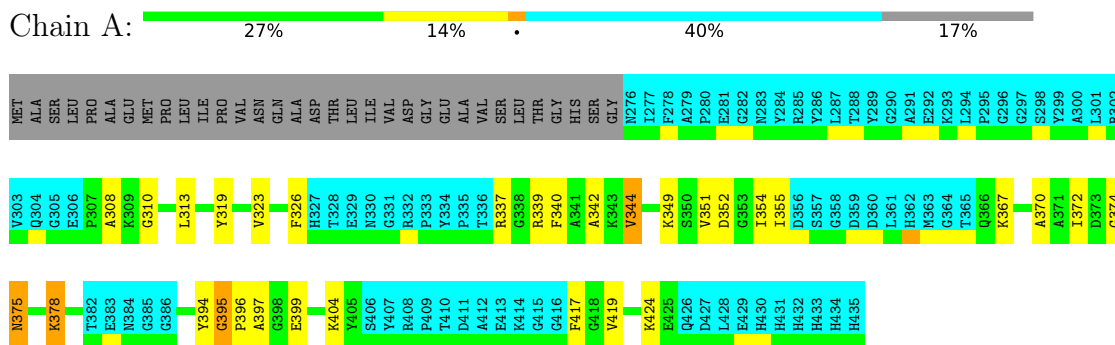 Chain A:
27% 14% • 40% 17%
MET ALA SER LEU PRO ALA GLU MET PRO LEU ILE PRO VAL ASN GLN ALA ASP THR LEU ILE VAL ASP GLY GLU ALA VAL SER LEU THR GLY HIS SER GLY N276 I277 F278 A279 P280 E281 G282 N283 Y284 R285 Y286 L287 T288 Y289 G290 A291 E292 K293 L294 P295 G296 G297 S298 Y299 A300 L301 R302
V303 Q304 G305 E306 P307 A308 K309 G310 L313 Y319 V323 F326 H327 T328 E329 N330 G331 R332 P333 Y334 P335 T336 R337 G338 R339 F340 A341 A342 K343 V344 K349 S350 V351 D352 G353 I354 I355 D356 S357 G358 D359 D360 L361 H362 M363 G364 T365 Q366 K367 A370 A371 I372 D373 G374
N375 K378 T382 E383 N384 G385 G386 Y394 G395 P396 A397 G398 E399 K404 Y405 S406 Y407 R408 P409 T410 D411 A412 E413 K414 G415 G416 F417 G418 V419 K424 E425 Q426 D427 L428 E429 H430 H431 H432 H433 H434 H435